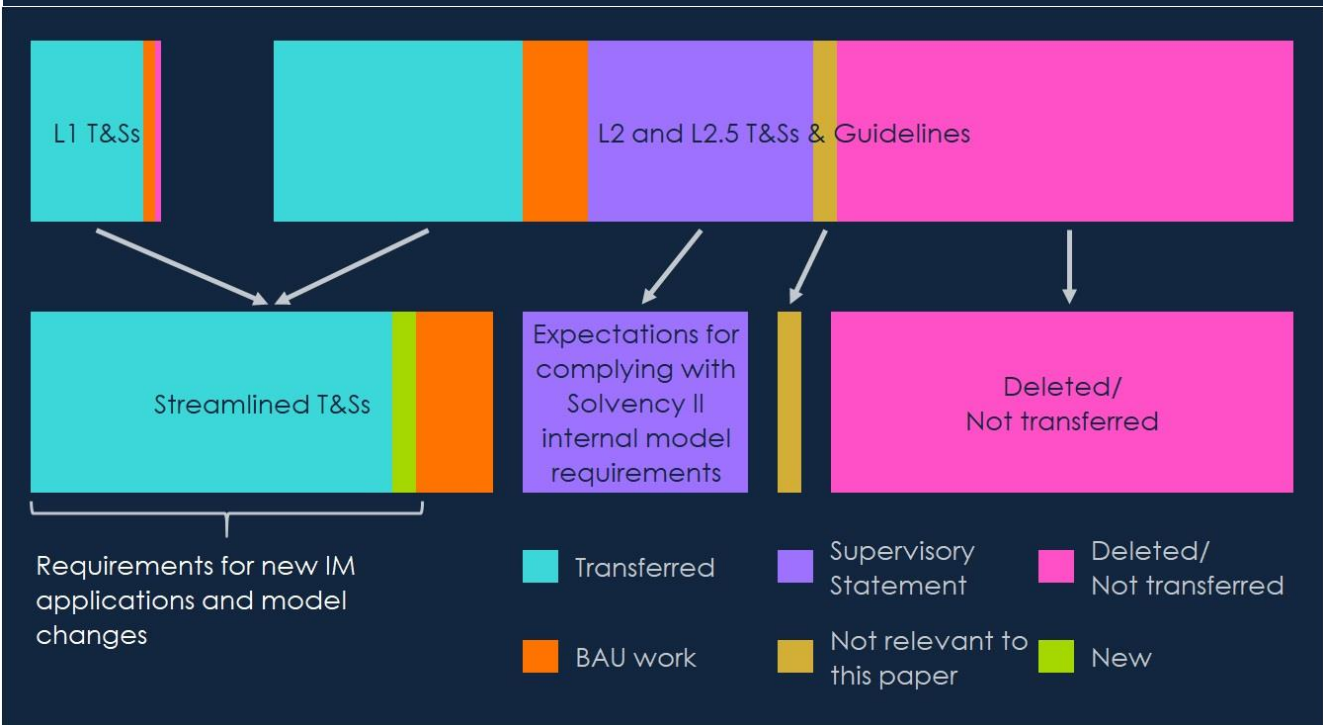 L1 T&Ss
L2 and L2.5 T&Ss & Guidelines
Streamlined T&Ss
Expectations for
complying with
Solvency II
internal model
requirements
Deleted/
Not transferred
Requirements for new IM
applications and model
changes
Transferred
Supervisory
Statement
Deleted/
Not transferred
BAU work
Not relevant to
this paper
New